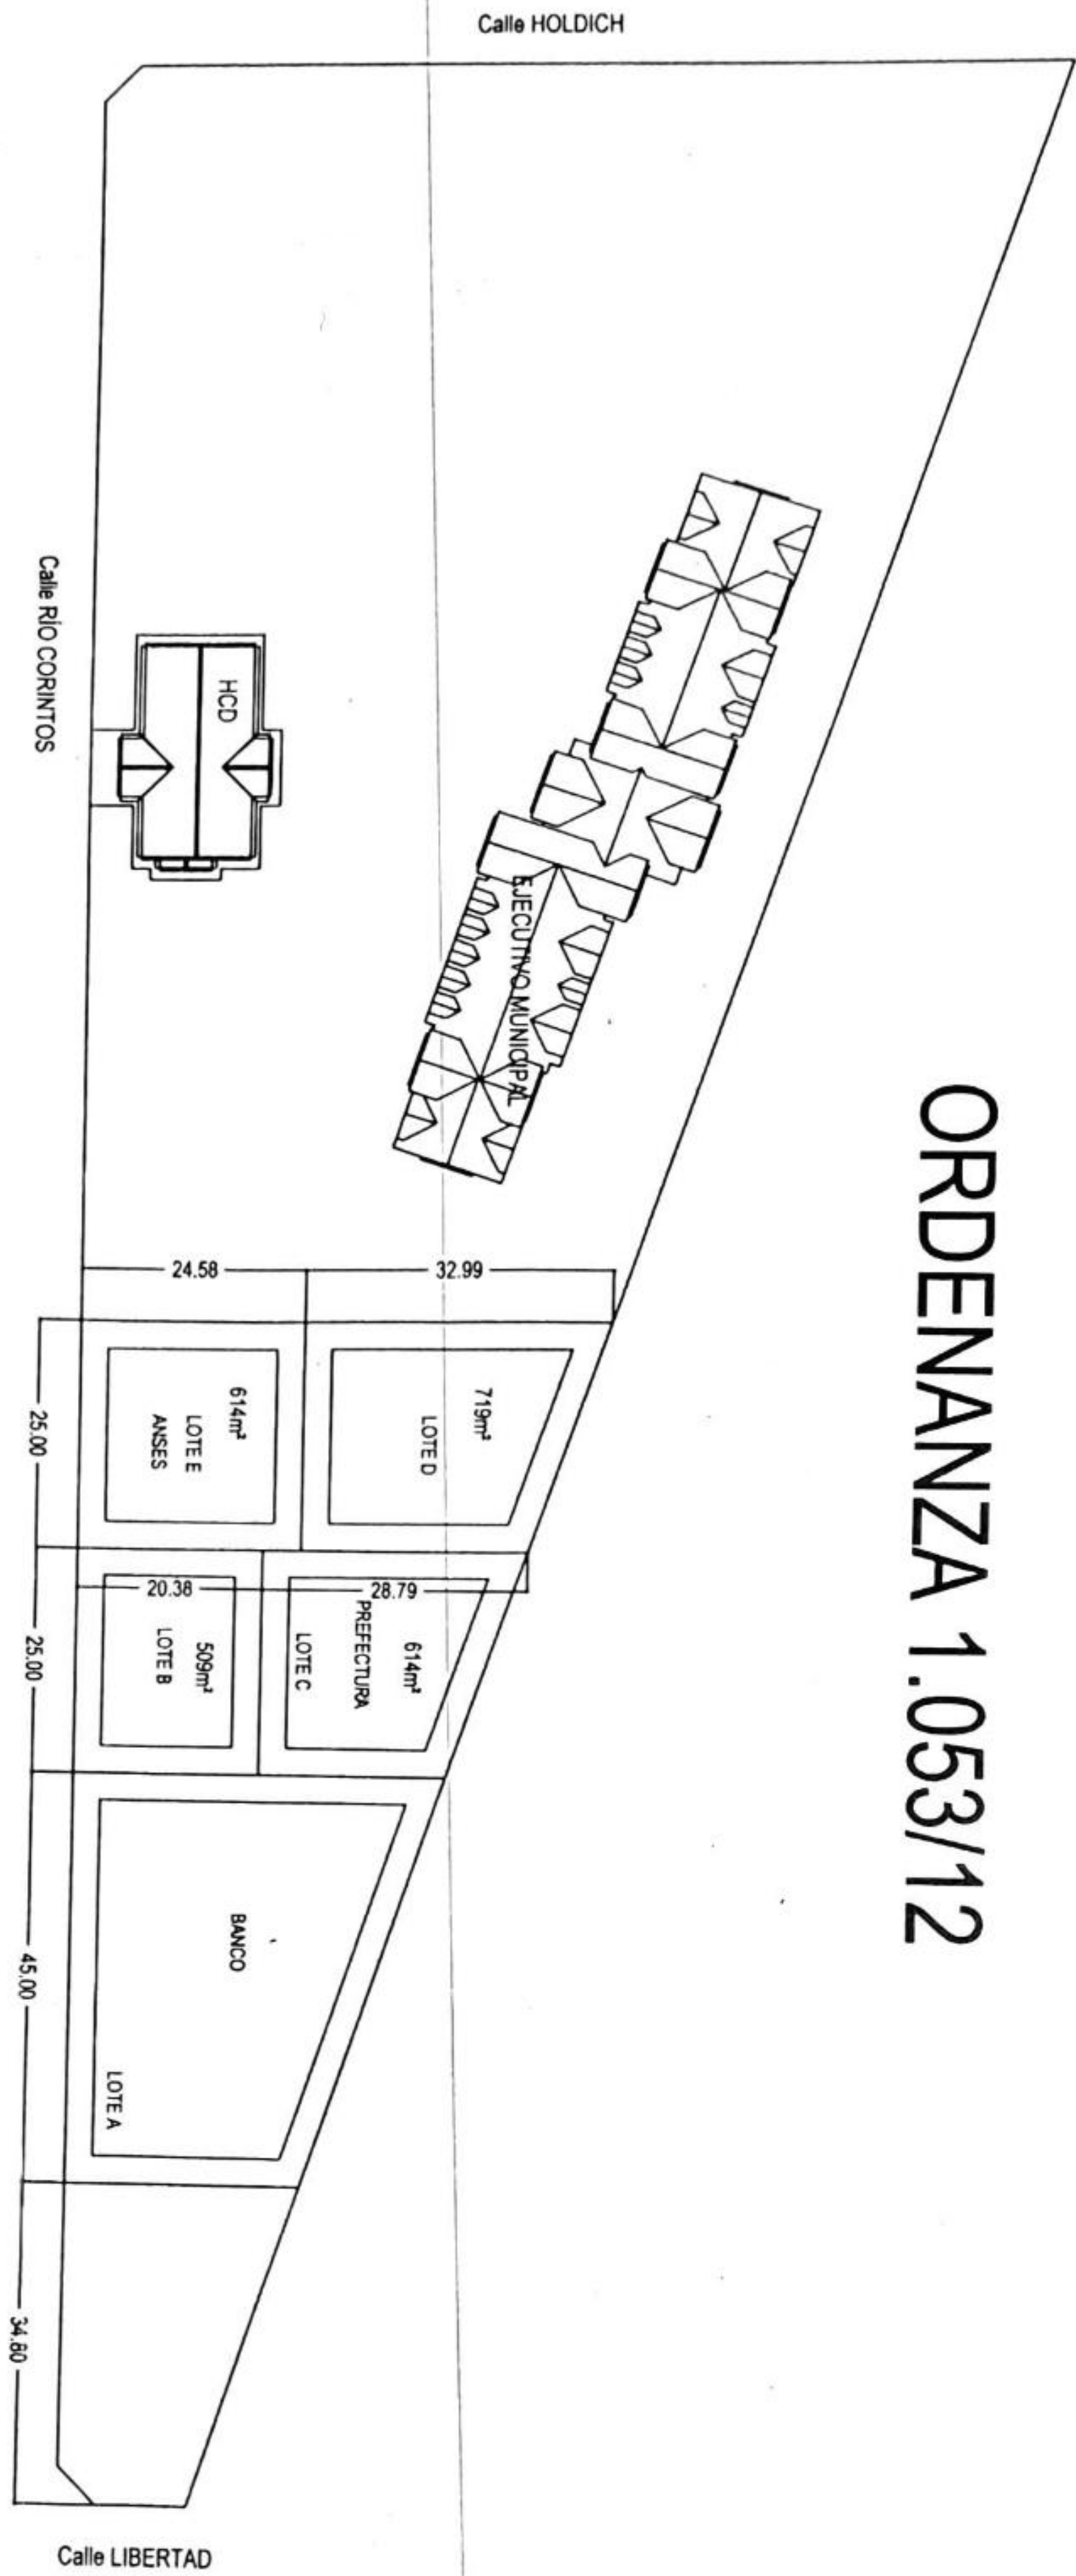 Calle HOLDICH
ORDENANZA 1.053/12
Calle RÍO CORINTOS
HCD
EJECUTIVO MUNICIPAL
24.58
32.99
719m²
LOTE D
614m²
LOTE E
ANSES
25.00
20.38
28.79
614m²
PREFECTURA
LOTE C
509m²
LOTE B
25.00
BANCO
LOTE A
45.00
34.80
Calle LIBERTAD